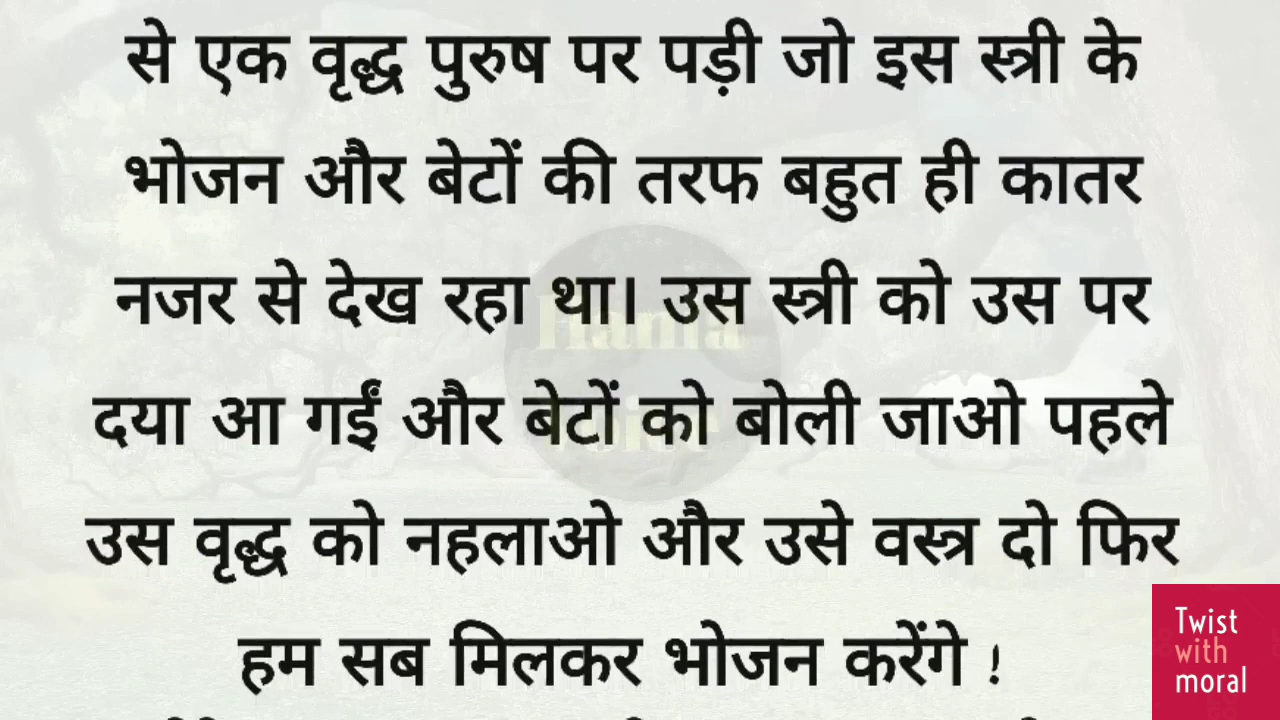 से एक वृद्ध पुरुष पर पड़ी जो इस स्त्री के
भोजन और बेटों की तरफ बहुत ही कातर
नजर से देख रहा था। उस स्त्री को उस पर
दया आ गईं और बेटों को बोली जाओ पहले
उस वृद्ध को नहलाओ और उसे वस्त्र दो फिर
हम सब मिलकर भोजन करेंगे !
Twist
with
moral